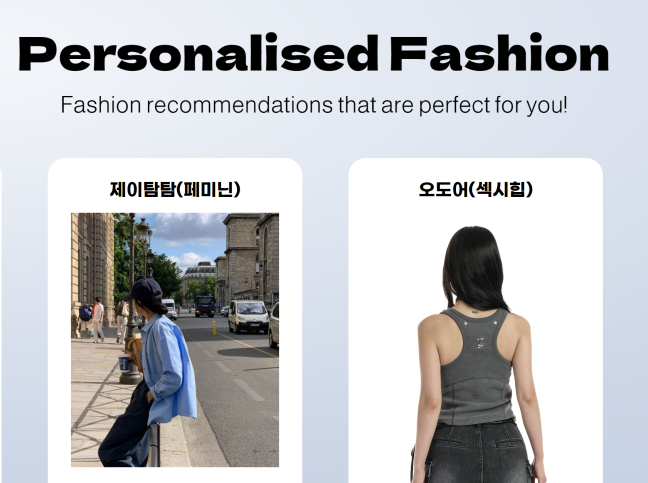 Personalised Fashion
Fashion recommendations that are perfect for you!
제이탐탐(페미닌)
오도어(섹시힙)